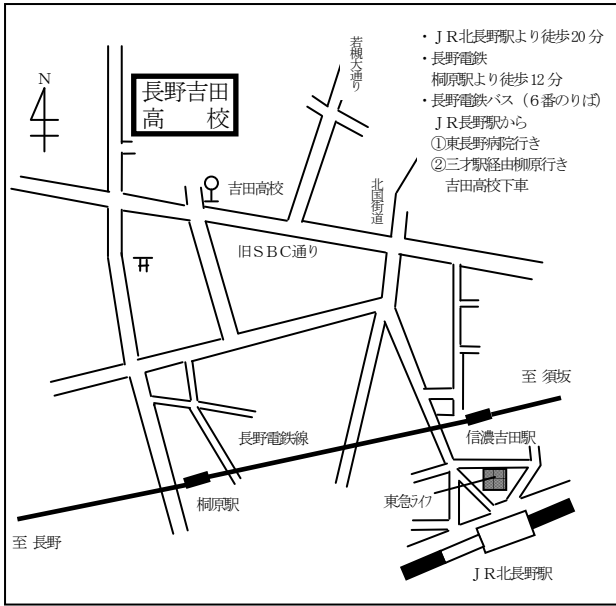 ・ＪＲ北長野駅より徒歩20分
・長野電鉄
桐原駅より徒歩12分
・長野電鉄バス（６番のりば）
ＪＲ長野駅から
①東長野病院行き
②三才駅経由柳原行き
吉田高校下車
若槻大通り
N
長野吉田
高　校
吉田高校
北国街道
旧ＳＢＣ通り
至 須坂
長野電鉄線
信濃吉田駅
桐原駅
東急ライフ
至 長野
ＪＲ北長野駅